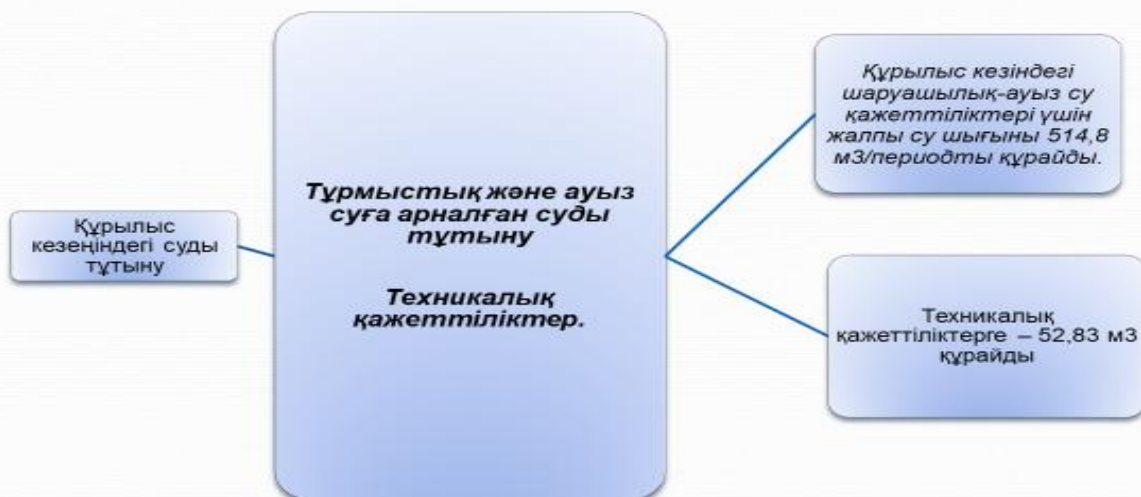 Құрылыс
кезеңіндегі суды
тұтыну
Тұрмыстық және ауыз
суға арналған суды
тұтыну
Техникалық
қажеттіліктер.
Құрылыс кезіндегі
шаруашылық-ауыз су
қажеттіліктері үшін
жалпы су шығыны 514,8
м3/периодты құрайды.
Техникалық
қажеттіліктерге – 52,83 м3
құрайды